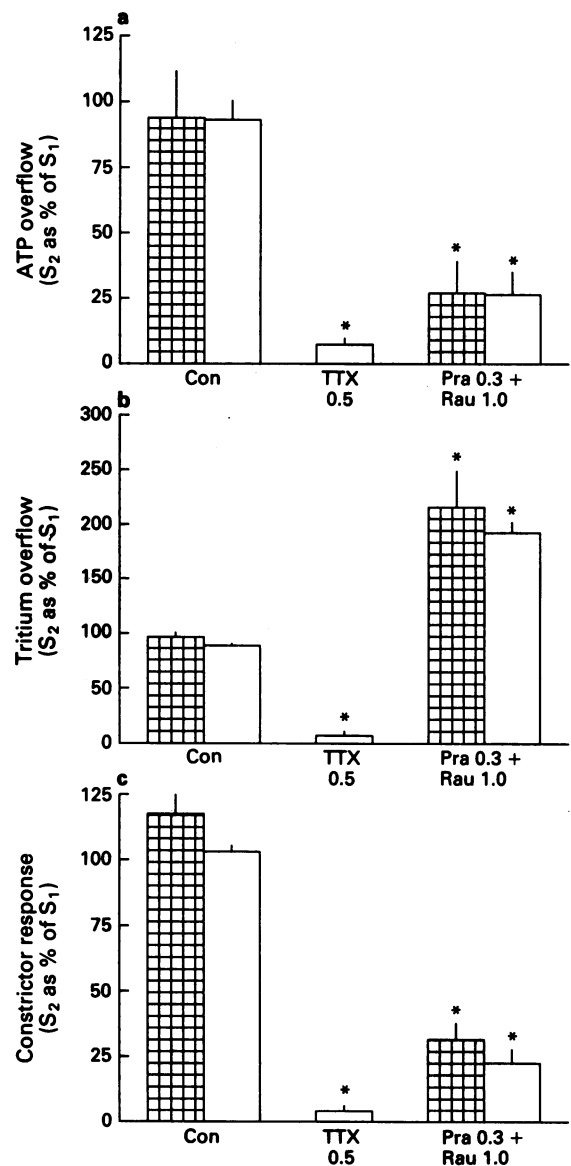 a
ATP overflow
(S₂ as % of S₁)
125
100
75
50
25
0
*
*
*
Con
TTX
0.5
Pra 0.3 +
Rau 1.0
b
Tritium overflow
(S₂ as % of S₁)
300
250
200
150
100
50
0
*
*
*
Con
TTX
0.5
Pra 0.3 +
Rau 1.0
c
Constrictor response
(S₂ as % of S₁)
125
100
75
50
25
0
*
*
*
Con
TTX
0.5
Pra 0.3 +
Rau 1.0